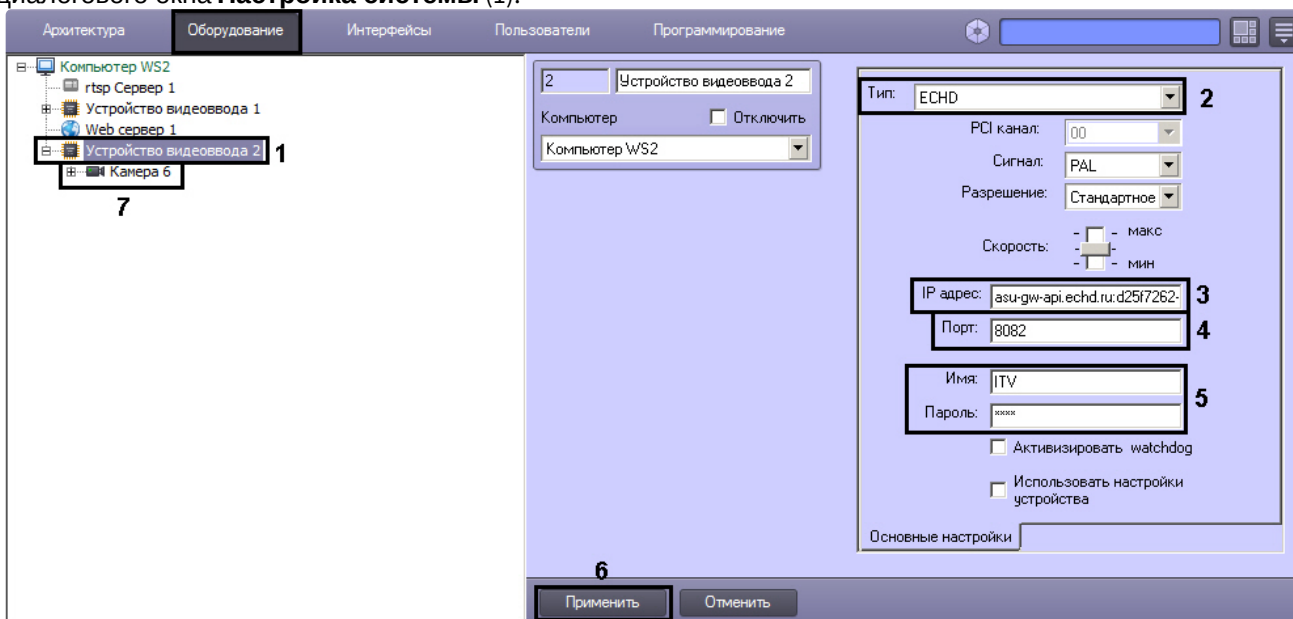 циалогового окна Настройка системы (1).
Архитектура Оборудование Интерфейсы Пользователи Программирование
Компьютер WS2
rtsp Сервер 1
Устройство видеоввода 1
Web сервер 1
Устройство видеоввода 2 1
Камера 6
7
2 Устройство видеоввода 2
Компьютер Отключить
Компьютер WS2
Тип: ECHD 2
PCI канал: 00
Сигнал: PAL
Разрешение: Стандартное
макс
Скорость:
мин
IP адрес: asu-gw-api.echd.ru:d25f7262- 3
Порт: 8082 4
Имя: ITV
Пароль: ×××× 5
Активизировать watchdog
Использовать настройки
устройства
Основные настройки
6
Применить Отменить